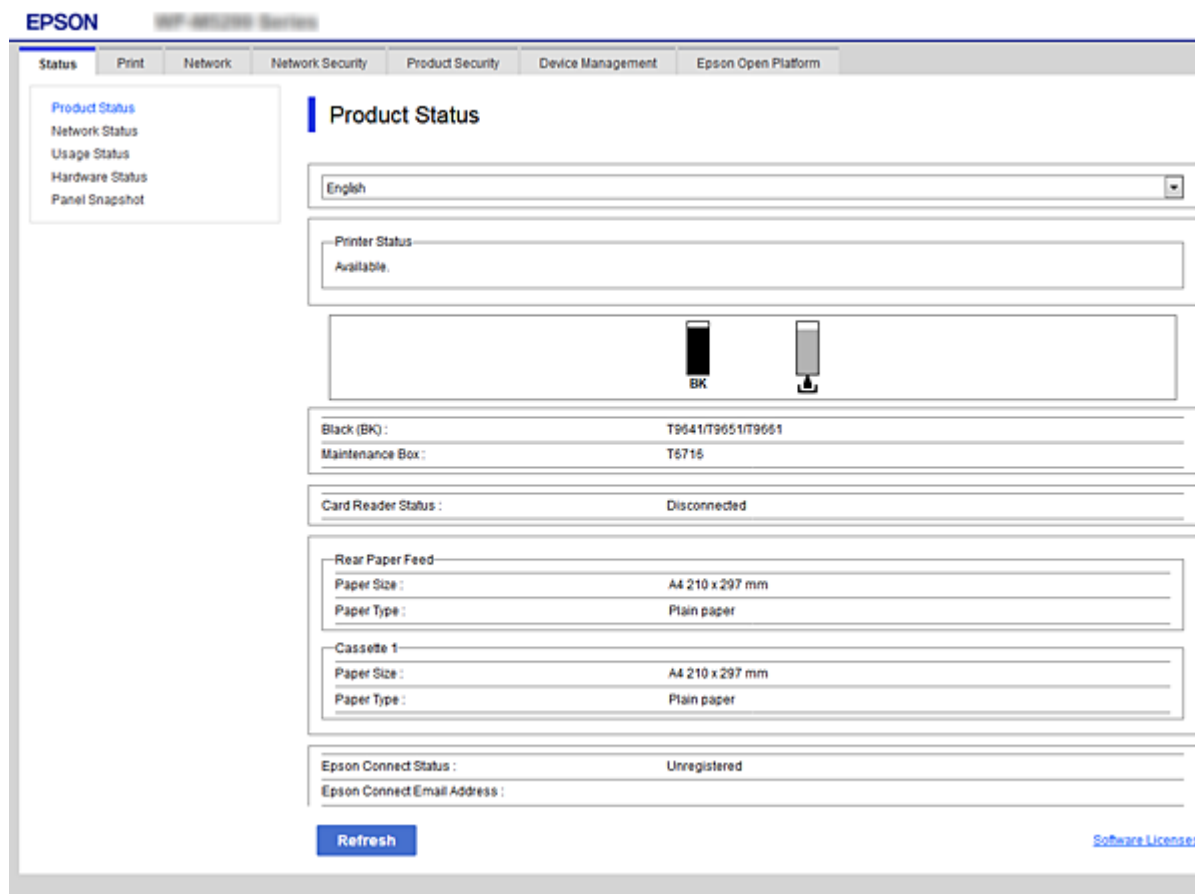 EPSON
Status Print Network Network Security Product Security Device Management Epson Open Platform
Product Status
Network Status
Usage Status
Hardware Status
Panel Snapshot
Product Status
English
Printer Status
Available.
BK
Black (BK) : T9641/T9651/T9661
Maintenance Box : T6716
Card Reader Status : Disconnected
Rear Paper Feed
Paper Size : A4 210 x 297 mm
Paper Type : Plain paper
Cassette 1
Paper Size : A4 210 x 297 mm
Paper Type : Plain paper
Epson Connect Status : Unregistered
Epson Connect Email Address :
Refresh
Software Licenses